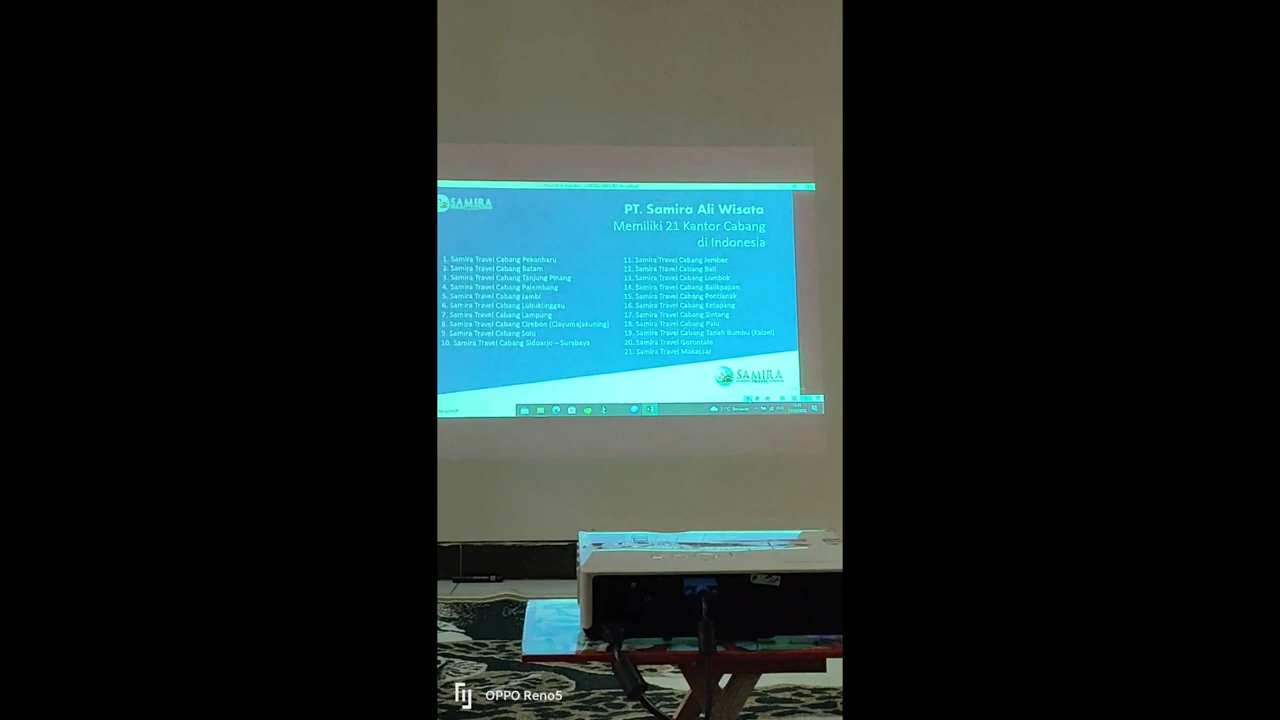 SAMIRA
PT. Samira Ali Wisata
Memiliki 21 Kantor Cabang
di Indonesia
1. Samira Travel Cabang Pekanbaru
2. Samira Travel Cabang Batam
3. Samira Travel Cabang Tanjung Pinang
4. Samira Travel Cabang Palembang
5. Samira Travel Cabang Jambi
6. Samira Travel Cabang Lubuklinggau
7. Samira Travel Cabang Lampung
8. Samira Travel Cabang Cirebon (Ciayumajakuning)
9. Samira Travel Cabang Solo
10. Samira Travel Cabang Sidoarjo – Surabaya
11. Samira Travel Cabang Jember
12. Samira Travel Cabang Bali
13. Samira Travel Cabang Lombok
14. Samira Travel Cabang Balikpapan
15. Samira Travel Cabang Pontianak
16. Samira Travel Cabang Ketapang
17. Samira Travel Cabang Sintang
18. Samira Travel Cabang Palu
19. Samira Travel Cabang Tanah Bumbu (Kalsel)
20. Samira Travel Gorontalo
21. Samira Travel Makassar
SAMIRA
TRAVEL
OPPO Reno5